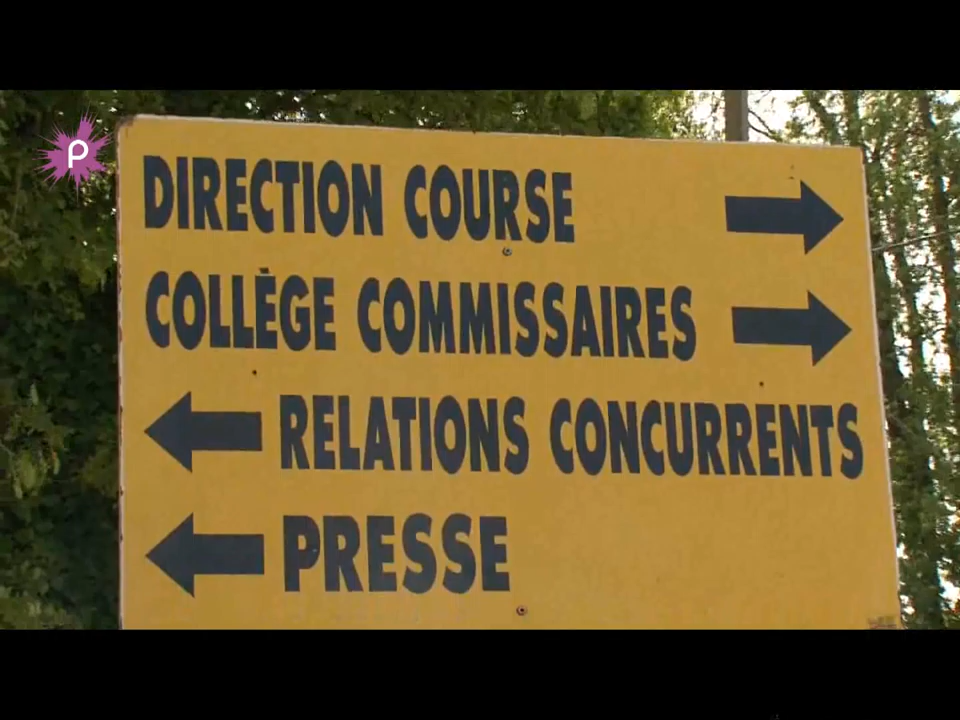 P
DIRECTION COURSE
COLLÈGE COMMISSAIRES
RELATIONS CONCURRENTS
PRESSE